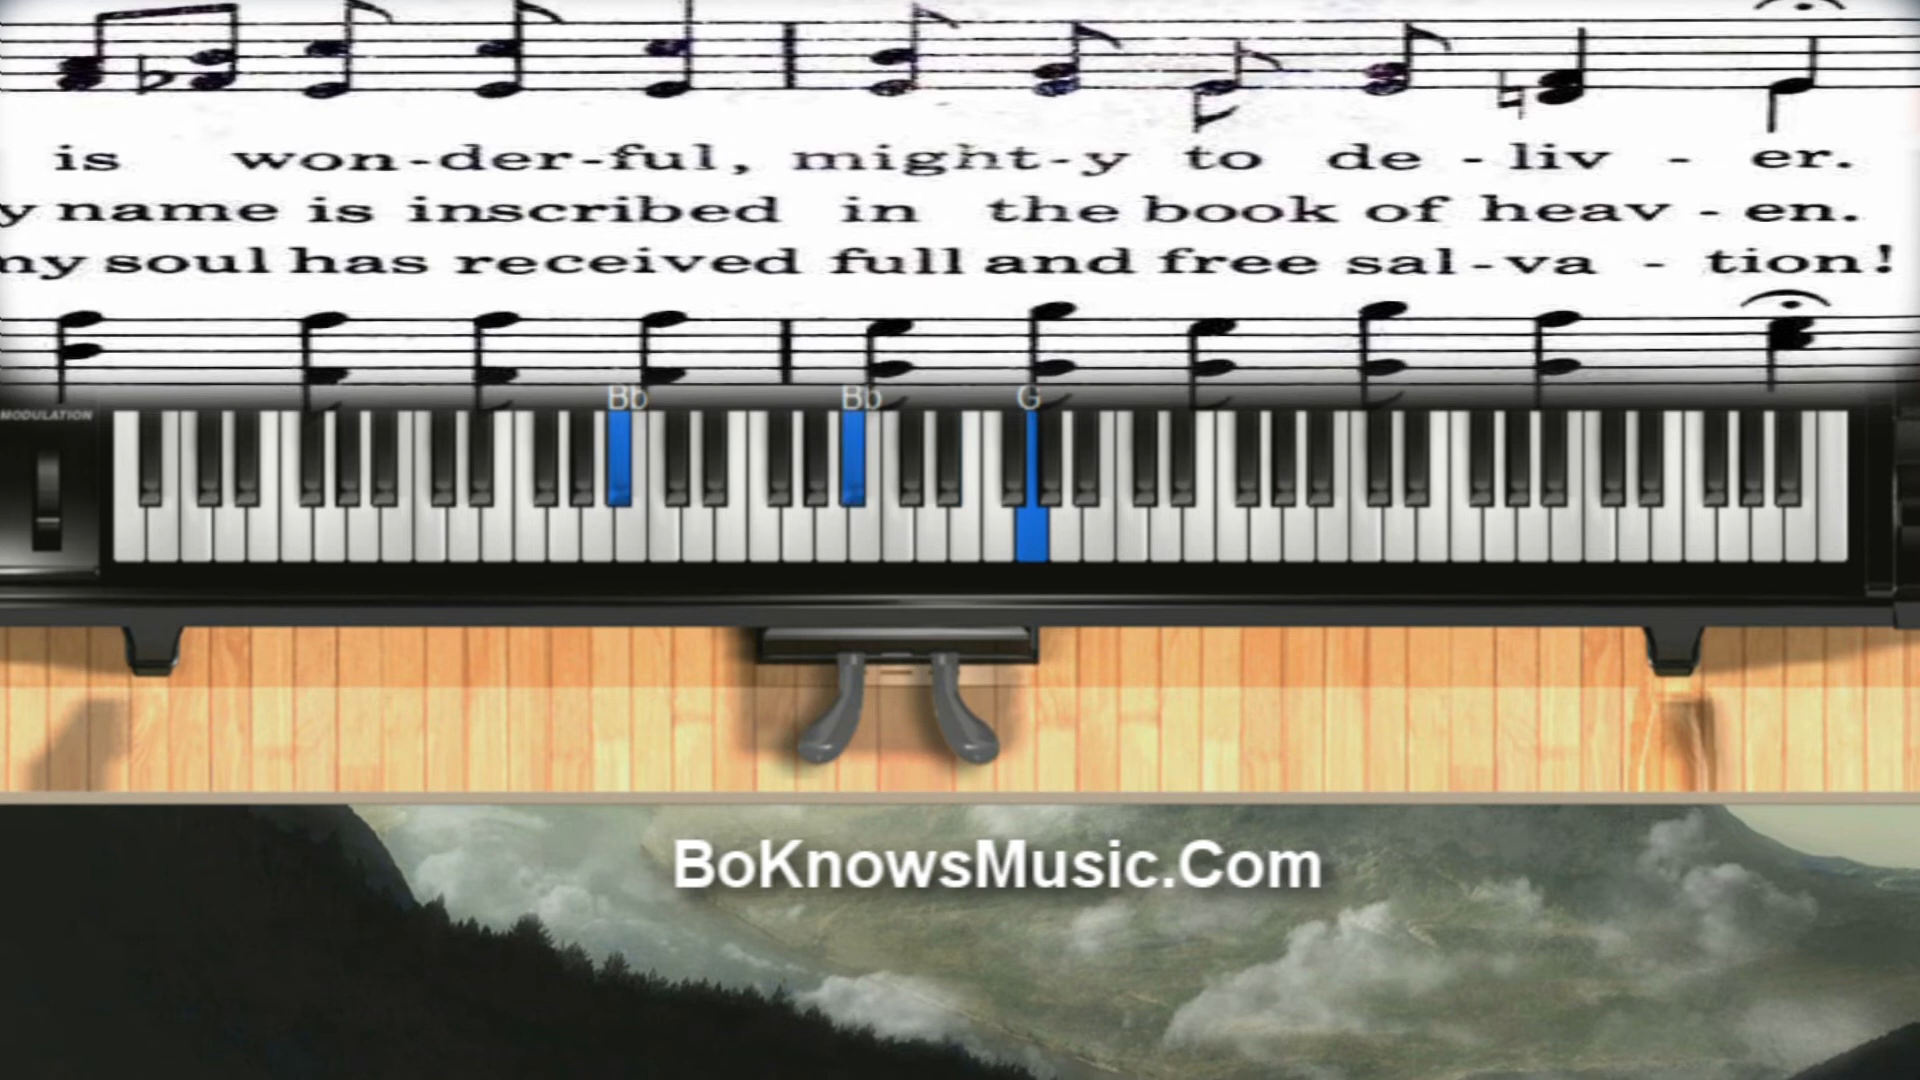 is won-der-ful, might-y to de - liv - er.
y name is inscribed in the book of heav - en.
my soul has received full and free sal-va - tion!
Bb Bb G
MODULATION
BoKnowsMusic.Com